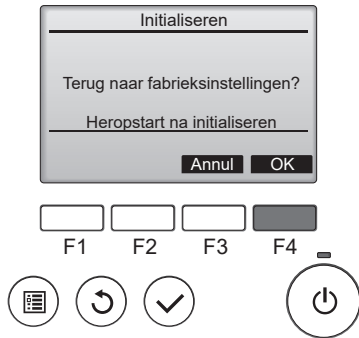 Initialiseren
Terug naar fabrieksinstellingen?
Heropstart na initialiseren
Annul OK
F1 F2 F3 F4